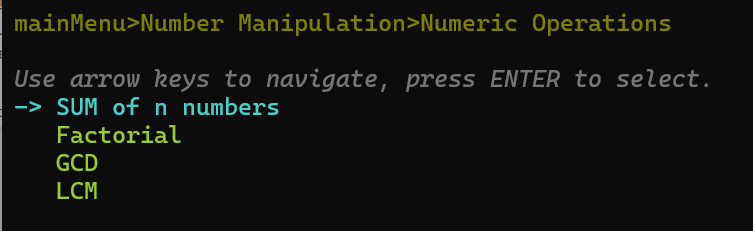 mainMenu>Number Manipulation>Numeric Operations
Use arrow keys to navigate, press ENTER to select.
-> SUM of n numbers
Factorial
GCD
LCM